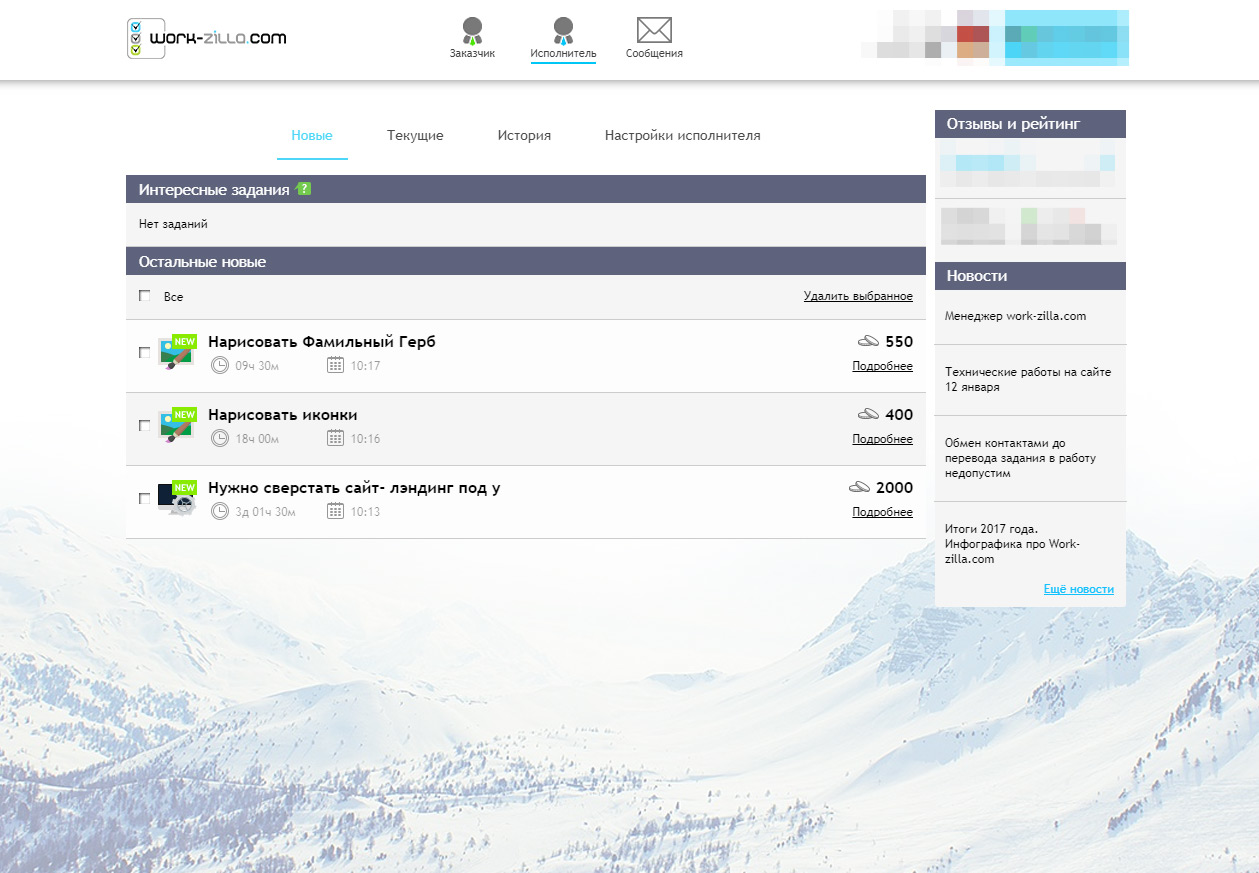 work-zilla.com
Заказчик
Исполнитель
Сообщения
Новые
Текущие
История
Настройки исполнителя
Интересные задания ?
Нет заданий
Остальные новые
Все
Удалить выбранное
NEW
Нарисовать Фамильный Герб
550
09ч 30м
10:17
Подробнее
NEW
Нарисовать иконки
400
18ч 00м
10:16
Подробнее
NEW
Нужно сверстать сайт- лэндинг под у
2000
3д 01ч 30м
10:13
Подробнее
Отзывы и рейтинг
Новости
Менеджер work-zilla.com
Технические работы на сайте
12 января
Обмен контактами до
перевода задания в работу
недопустим
Итоги 2017 года.
Инфографика про Work-
zilla.com
Ещё новости